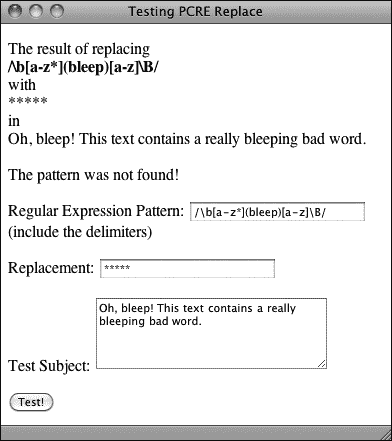 Testing PCRE Replace
The result of replacing
/\b[a-z*](bleep)[a-z]\B/
with
*****
in
Oh, bleep! This text contains a really bleeping bad word.
The pattern was not found!
Regular Expression Pattern: /\b[a-z*](bleep)[a-z]\B/
(include the delimiters)
Replacement: *****
Oh, bleep! This text contains a really
bleeping bad word.
Test Subject:
Test!